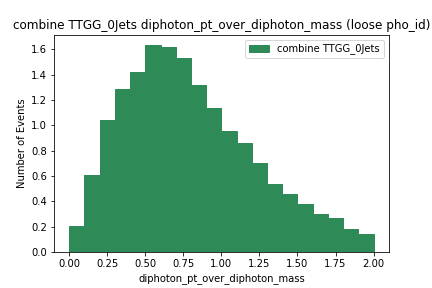 combine TTGG_0Jets diphoton_pt_over_diphoton_mass (loose pho_id)
combine TTGG_0Jets
Number of Events
1.6
1.4
1.2
1.0
0.8
0.6
0.4
0.2
0.0
0.00 0.25 0.50 0.75 1.00 1.25 1.50 1.75 2.00
diphoton_pt_over_diphoton_mass